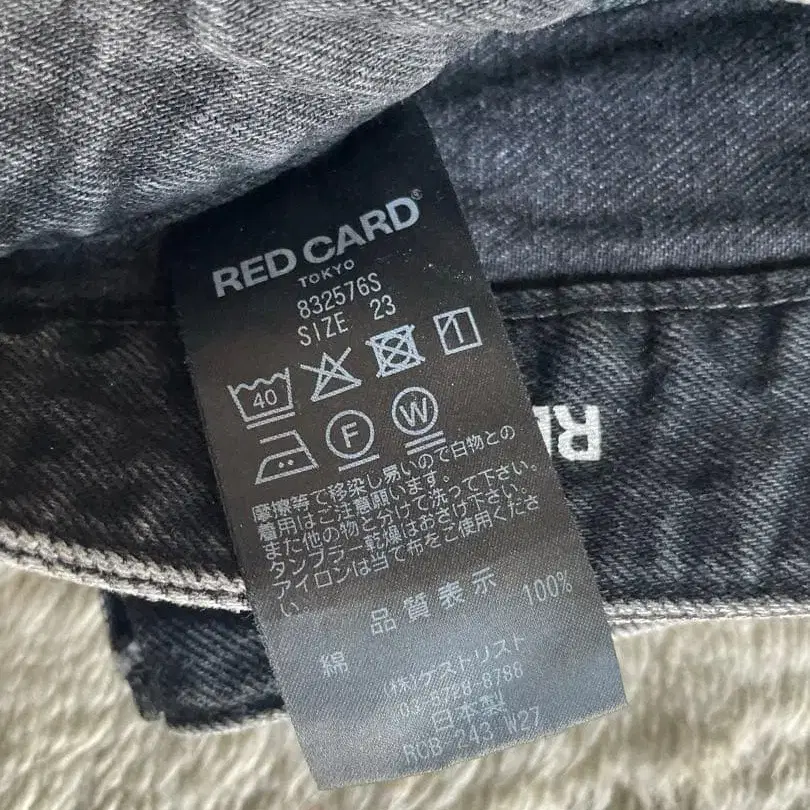 RED CARD®
TOKYO
832576S
SIZE 23
40
F W
摩擦等で移染し易いので白物との
着用はご注意願います。
また他の物と分けて洗って下さい。
タンブラー乾燥はおさけ下さい。
アイロンは当て布をご使用くださ
い。
品質表示
綿 100%
(株)ゲストリスト
03-6728-8788
日本製
RCB 243 W27
R